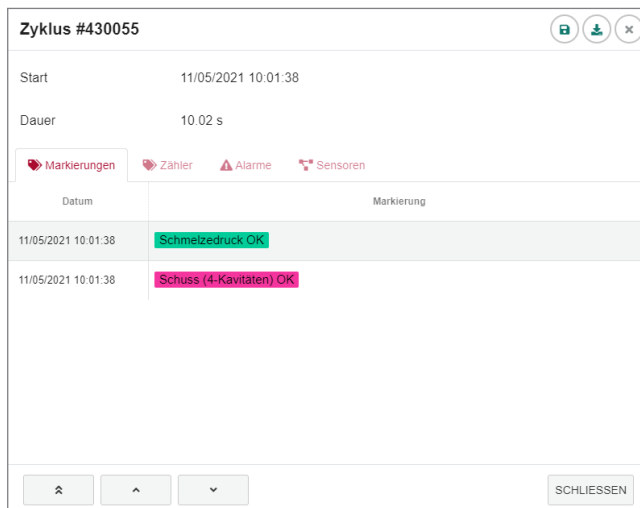 Zyklus #430055
Start 11/05/2021 10:01:38
Dauer 10.02 s
Markierungen Zähler Alarme Sensoren
Datum Markierung
11/05/2021 10:01:38 Schmelzedruck OK
11/05/2021 10:01:38 Schuss (4-Kavitäten) OK
SCHLIESSEN